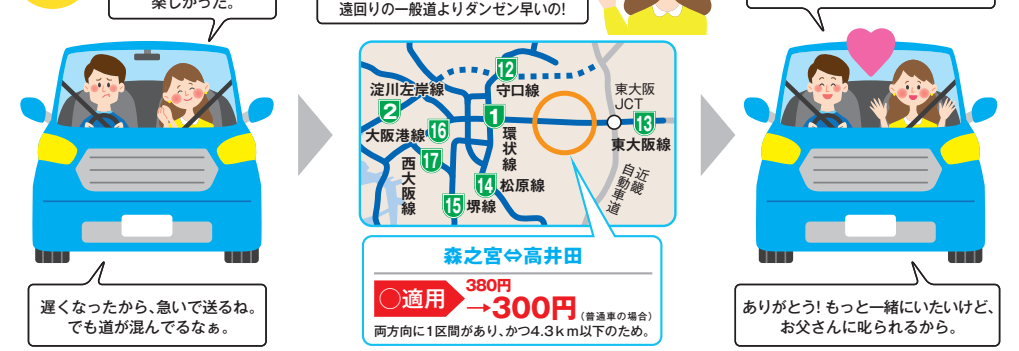 楽しかった。
遠回りの一般道よりダンゼン早いの!
淀川左岸線
2
大阪港線
16
17
西大阪線
12
守口線
1
環状線
14
松原線
15
堺線
東大阪
JCT
13
東大阪線
近畿
自動車道
森之宮⇔高井田
○適用
380円
→300円
(普通車の場合)
両方向に1区間があり、かつ4.3km以下のため。
遅くなったから、急いで送るね。
でも道が混んでるなぁ。
ありがとう! もっと一緒にいたいけど、
お父さんに叱られるから。